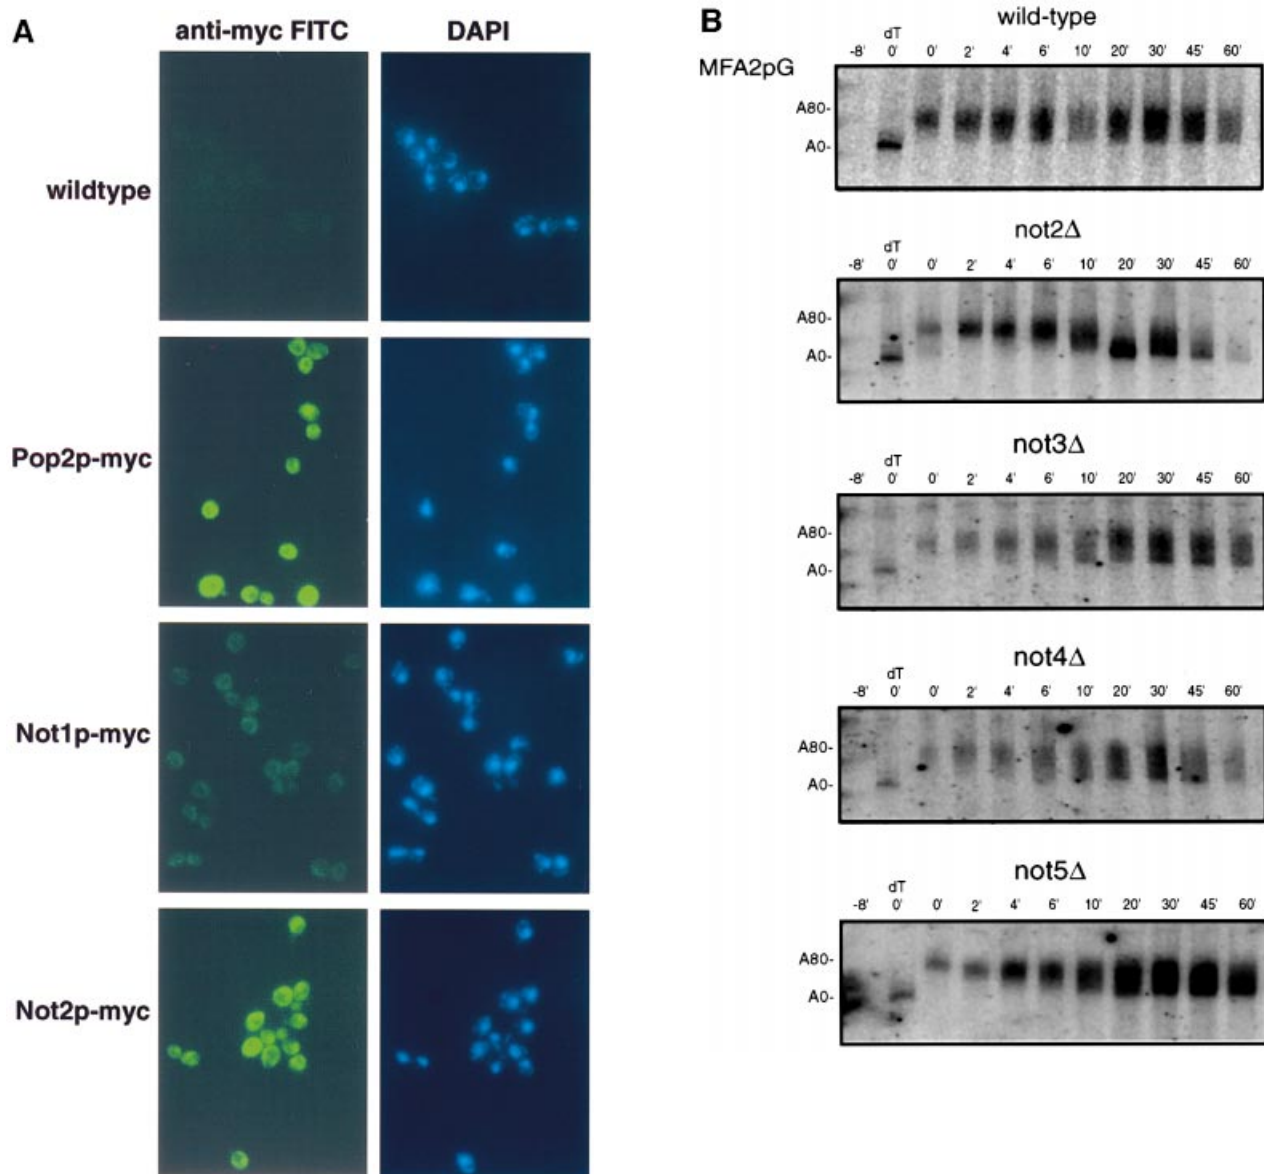 A
anti-myc FITC
DAPI
wildtype
Pop2p-myc
Not1p-myc
Not2p-myc
B
wild-type
MFA2pG
dT
-8' 0' 0' 2' 4' 6' 10' 20' 30' 45' 60'
A80-
A0-
not2Δ
dT
-8' 0' 0' 2' 4' 6' 10' 20' 30' 45' 60'
A80-
A0-
not3Δ
dT
-8' 0' 0' 2' 4' 6' 10' 20' 30' 45' 60'
A80-
A0-
not4Δ
dT
-8' 0' 0' 2' 4' 6' 10' 20' 30' 45' 60'
A80-
A0-
not5Δ
dT
-8' 0' 0' 2' 4' 6' 10' 20' 30' 45' 60'
A80-
A0-